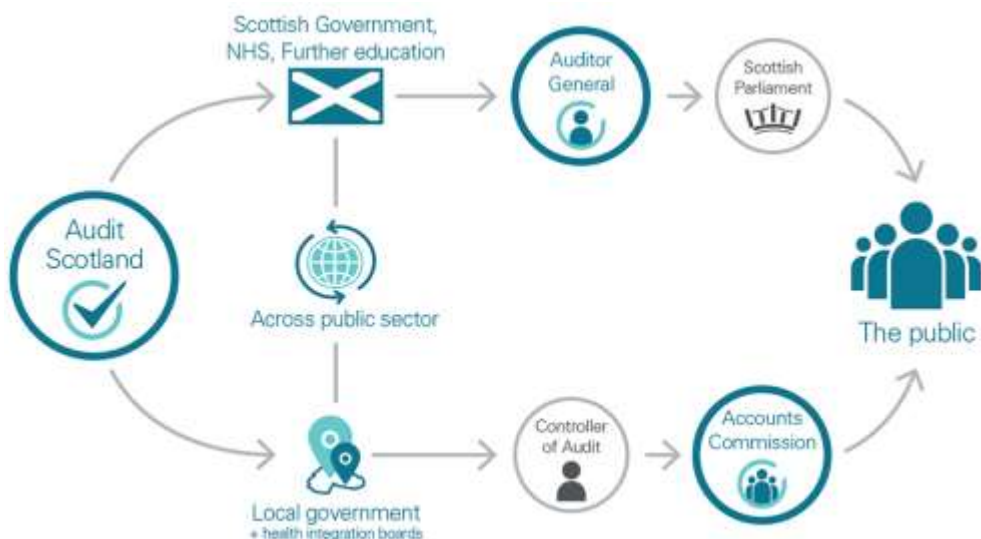 Scottish Government,
NHS, Further education
Auditor
General
Scottish
Parliament
Audit
Scotland
Across public sector
The public
Controller
of Audit
Accounts
Commission
Local government
+ health integration boards